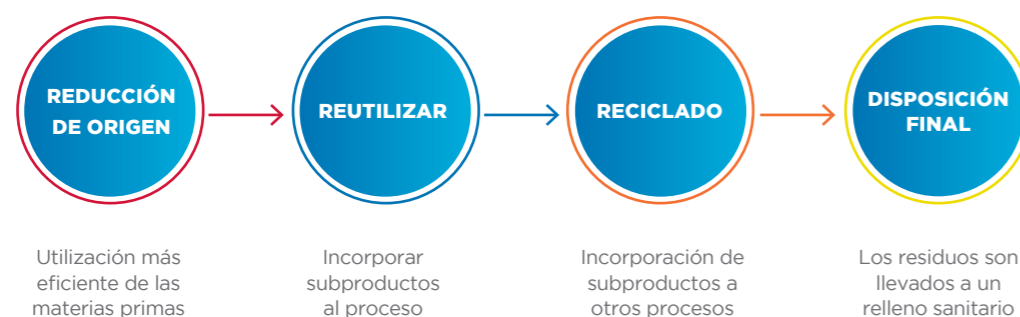 REDUCCIÓN
DE ORIGEN
REUTILIZAR
RECICLADO
DISPOSICIÓN
FINAL
Utilización más
eficiente de las
materias primas
Incorporar
subproductos
al proceso
Incorporación de
subproductos a
otros procesos
Los residuos son
llevados a un
relleno sanitario